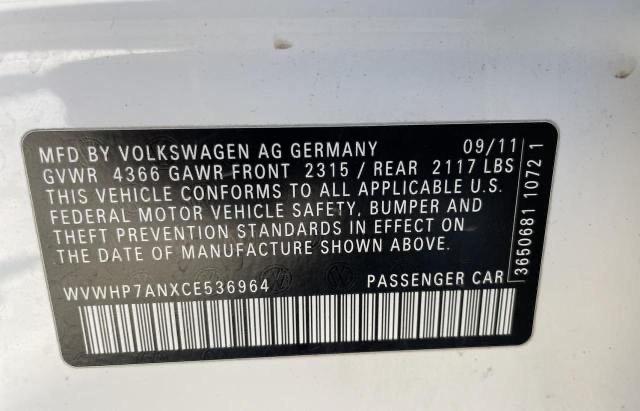 MFD BY VOLKSWAGEN AG GERMANY 09/11
GVWR 4366 GAWR FRONT 2315 / REAR 2117 LBS
THIS VEHICLE CONFORMS TO ALL APPLICABLE U.S.
FEDERAL MOTOR VEHICLE SAFETY, BUMPER AND
THEFT PREVENTION STANDARDS IN EFFECT ON
THE DATE OF MANUFACTURE SHOWN ABOVE.
WVWHP7ANXCE536964 PASSENGER CAR
3650681 1072 1